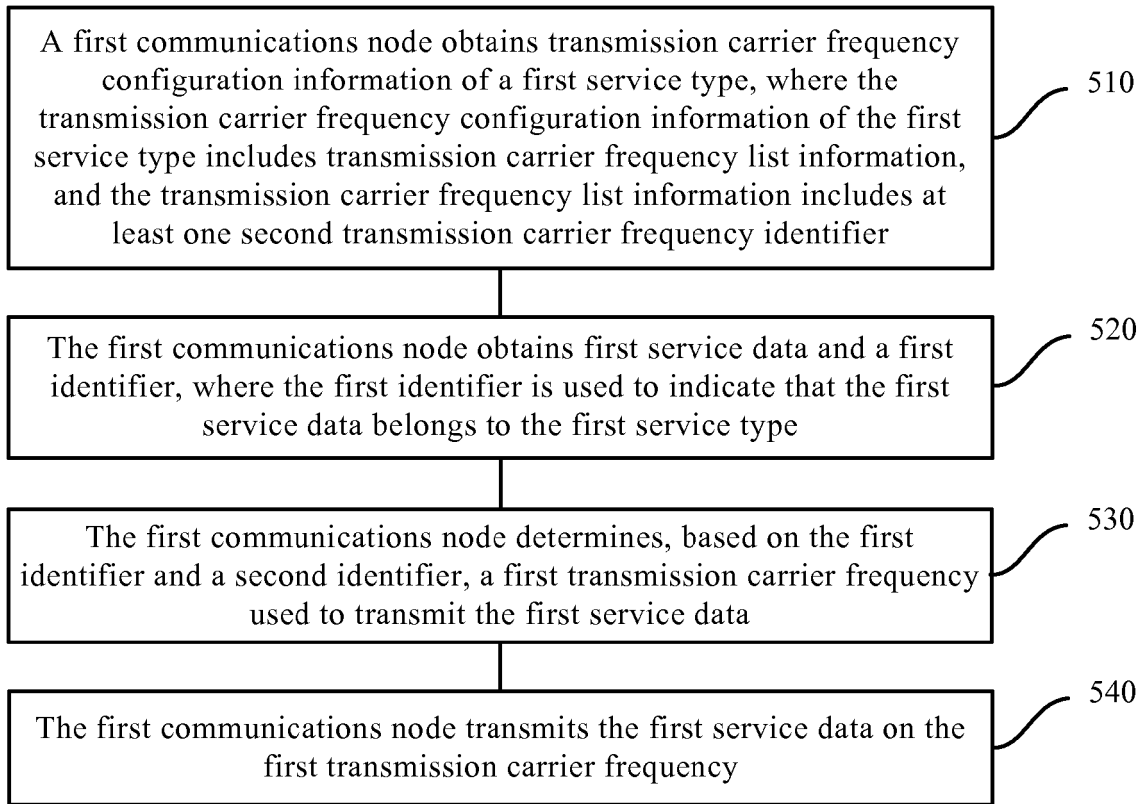 A first communications node obtains transmission carrier frequency
configuration information of a first service type, where the
transmission carrier frequency configuration information of the first
service type includes transmission carrier frequency list information,
and the transmission carrier frequency list information includes at
least one second transmission carrier frequency identifier
510
The first communications node obtains first service data and a first
identifier, where the first identifier is used to indicate that the first
service data belongs to the first service type
520
The first communications node determines, based on the first
identifier and a second identifier, a first transmission carrier frequency
used to transmit the first service data
530
The first communications node transmits the first service data on the
first transmission carrier frequency
540